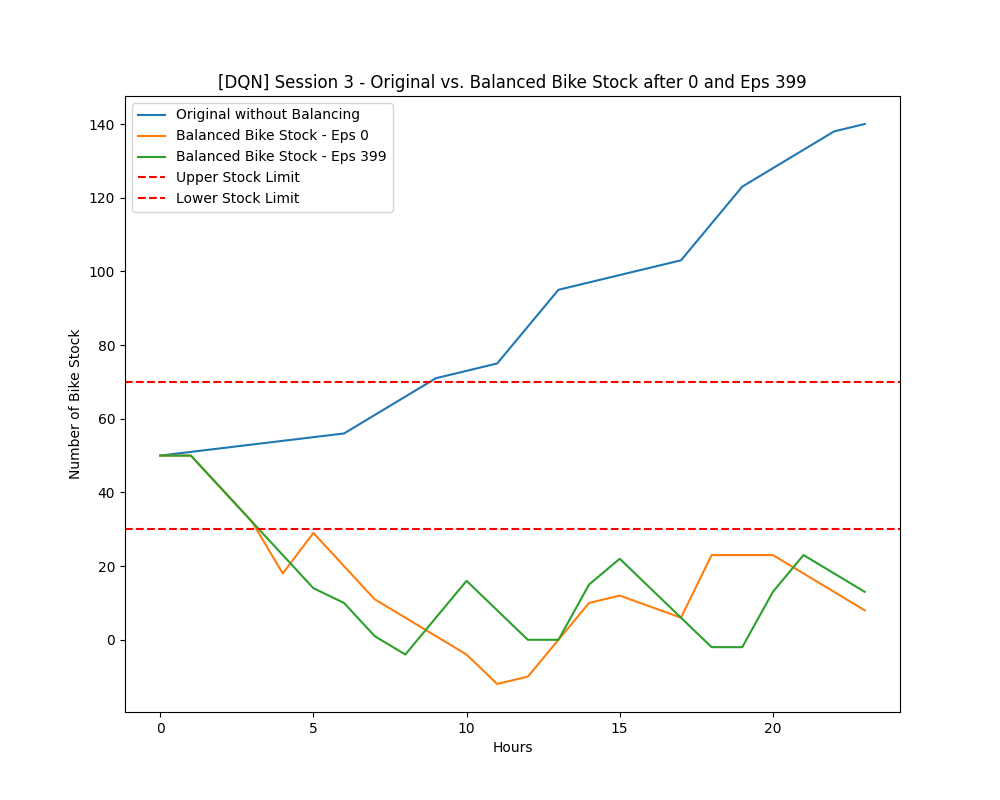 [DQN] Session 3 - Original vs. Balanced Bike Stock after 0 and Eps 399
Original without Balancing
Balanced Bike Stock - Eps 0
Balanced Bike Stock - Eps 399
Upper Stock Limit
Lower Stock Limit
Number of Bike Stock
140
120
100
80
60
40
20
0
0 5 10 15 20
Hours